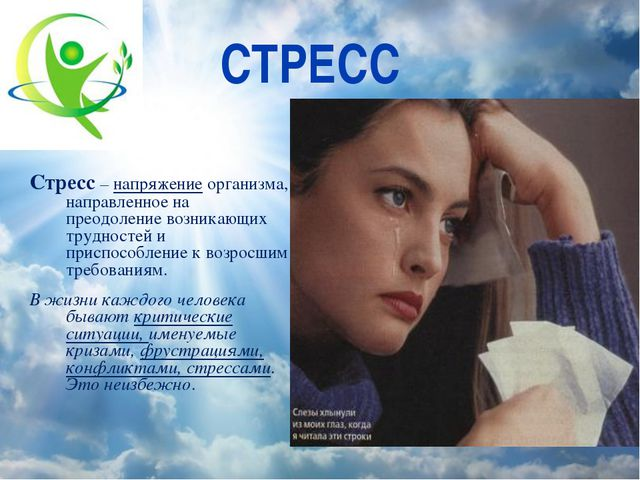 СТРЕСС
Стресс – напряжение организма,
направленное на
преодоление возникающих
трудностей и
приспособление к возросшим
требованиям.
В жизни каждого человека
бывают критические
ситуации, именуемые
кризами, фрустрациями,
конфликтами, стрессами.
Это неизбежно.
Слезы хлынули
из моих глаз, когда
я читала эти строки